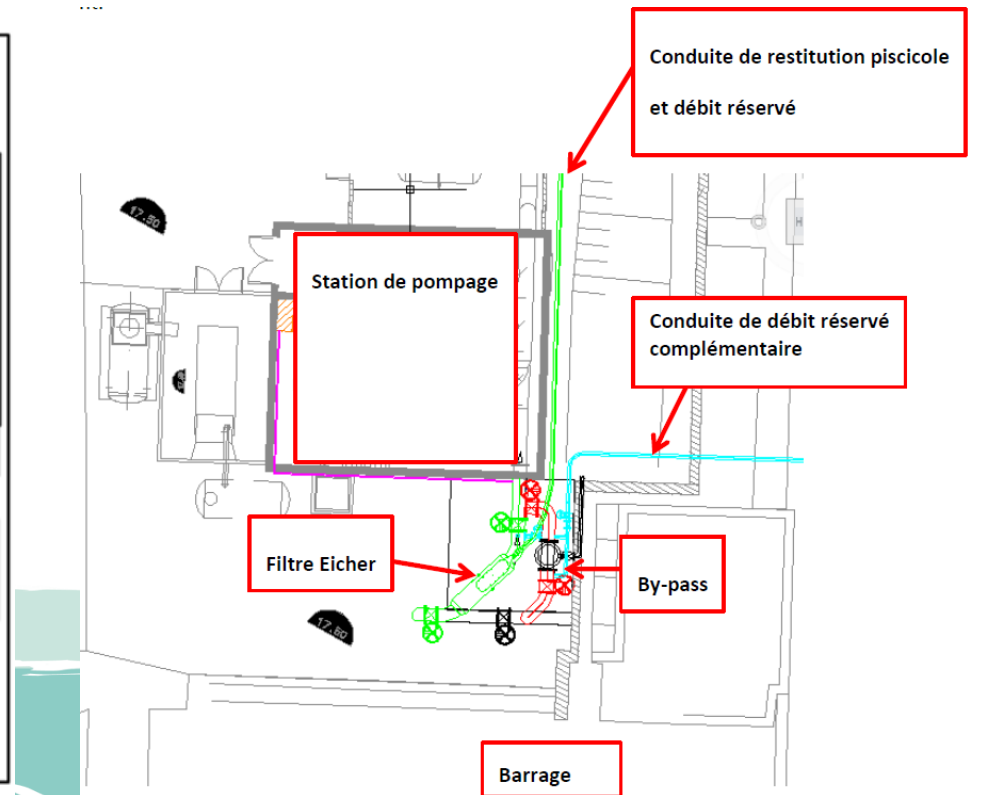 Conduite de restitution piscicole
et débit réservé
17.50
Station de pompage
H
Conduite de débit réservé
complémentaire
Filtre Eicher
By-pass
17.50
Barrage